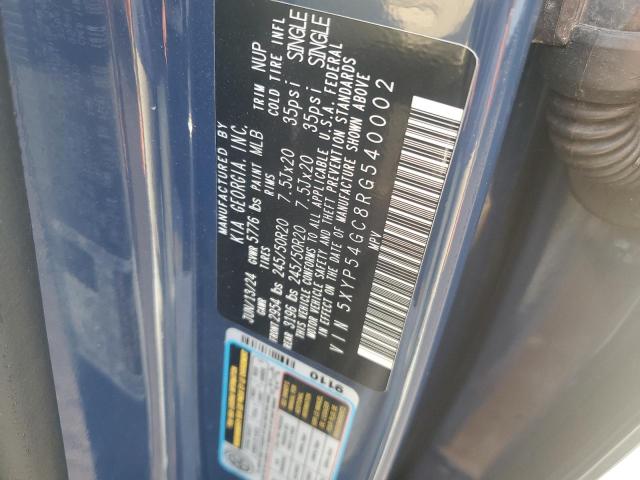 MANUFACTURED BY
KIA GEORGIA, INC.
JUN/13/24 GVWR 5776 lbs PAINT MLB TRIM NUP
GAWR RIMS COLD TIRE INFL
FRONT 2954 lbs 245/50R20 7.5Jx20 35psi SINGLE
REAR 3196 lbs 245/50R20 7.5Jx20 35psi SINGLE
THIS VEHICLE CONFORMS TO ALL APPLICABLE U.S.A. FEDERAL
MOTOR VEHICLE SAFETY AND THEFT PREVENTION STANDARDS
IN EFFECT ON THE DATE OF MANUFACTURE SHOWN ABOVE
VIN 5XYP54GC8RG540002
MPV
9110